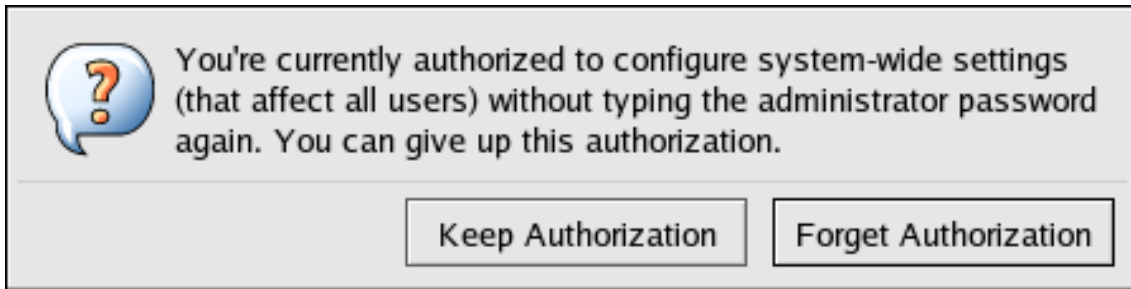 You're currently authorized to configure system-wide settings
(that affect all users) without typing the administrator password
again. You can give up this authorization.
Keep Authorization
Forget Authorization